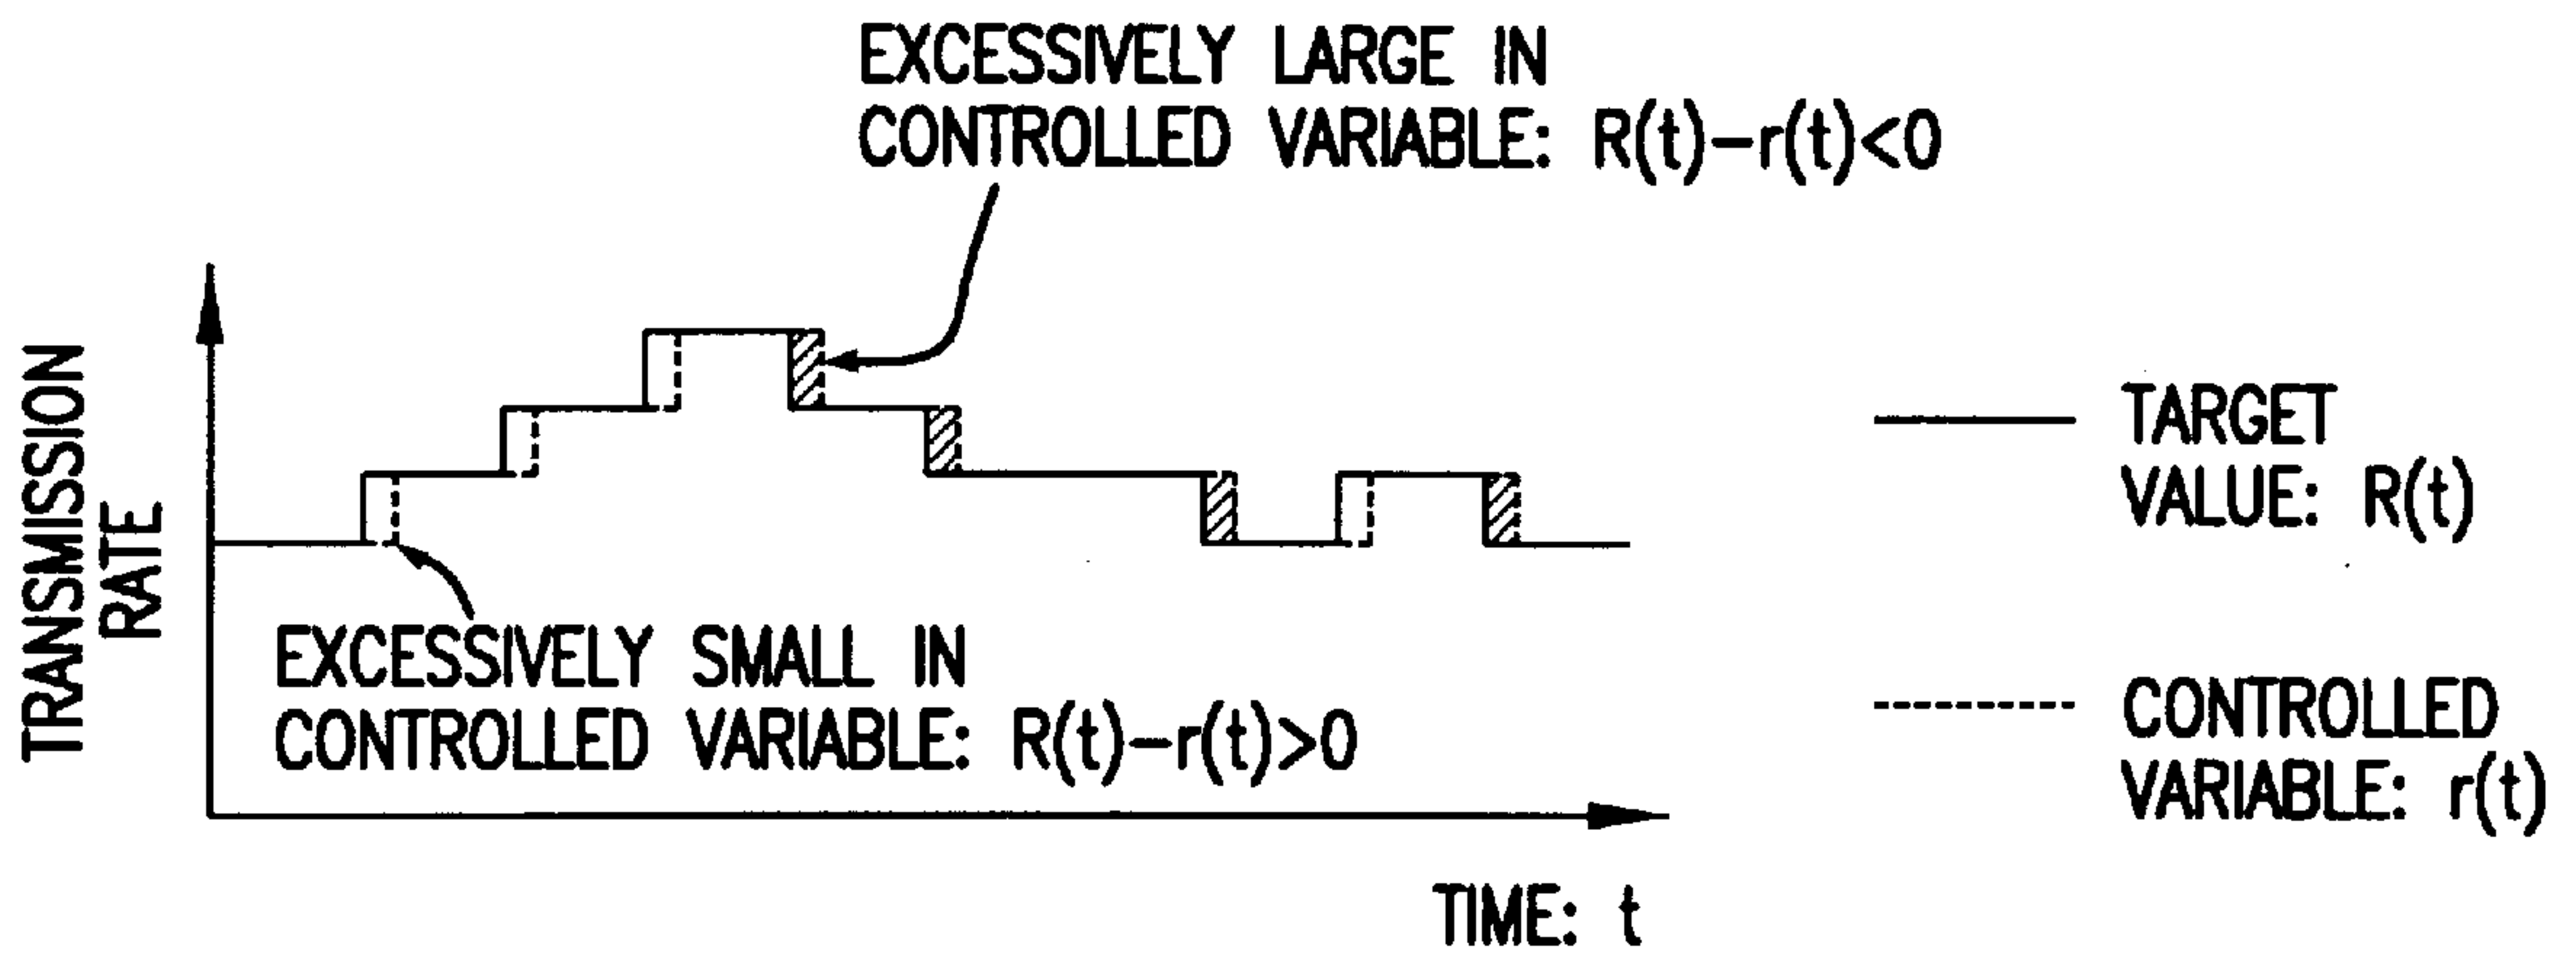 EXCESSIVELY LARGE IN
CONTROLLED VARIABLE: R(t)-r(t)<0
TRANSMISSION
RATE
EXCESSIVELY SMALL IN
CONTROLLED VARIABLE: R(t)-r(t)>0
TIME: t
TARGET
VALUE: R(t)
CONTROLLED
VARIABLE: r(t)